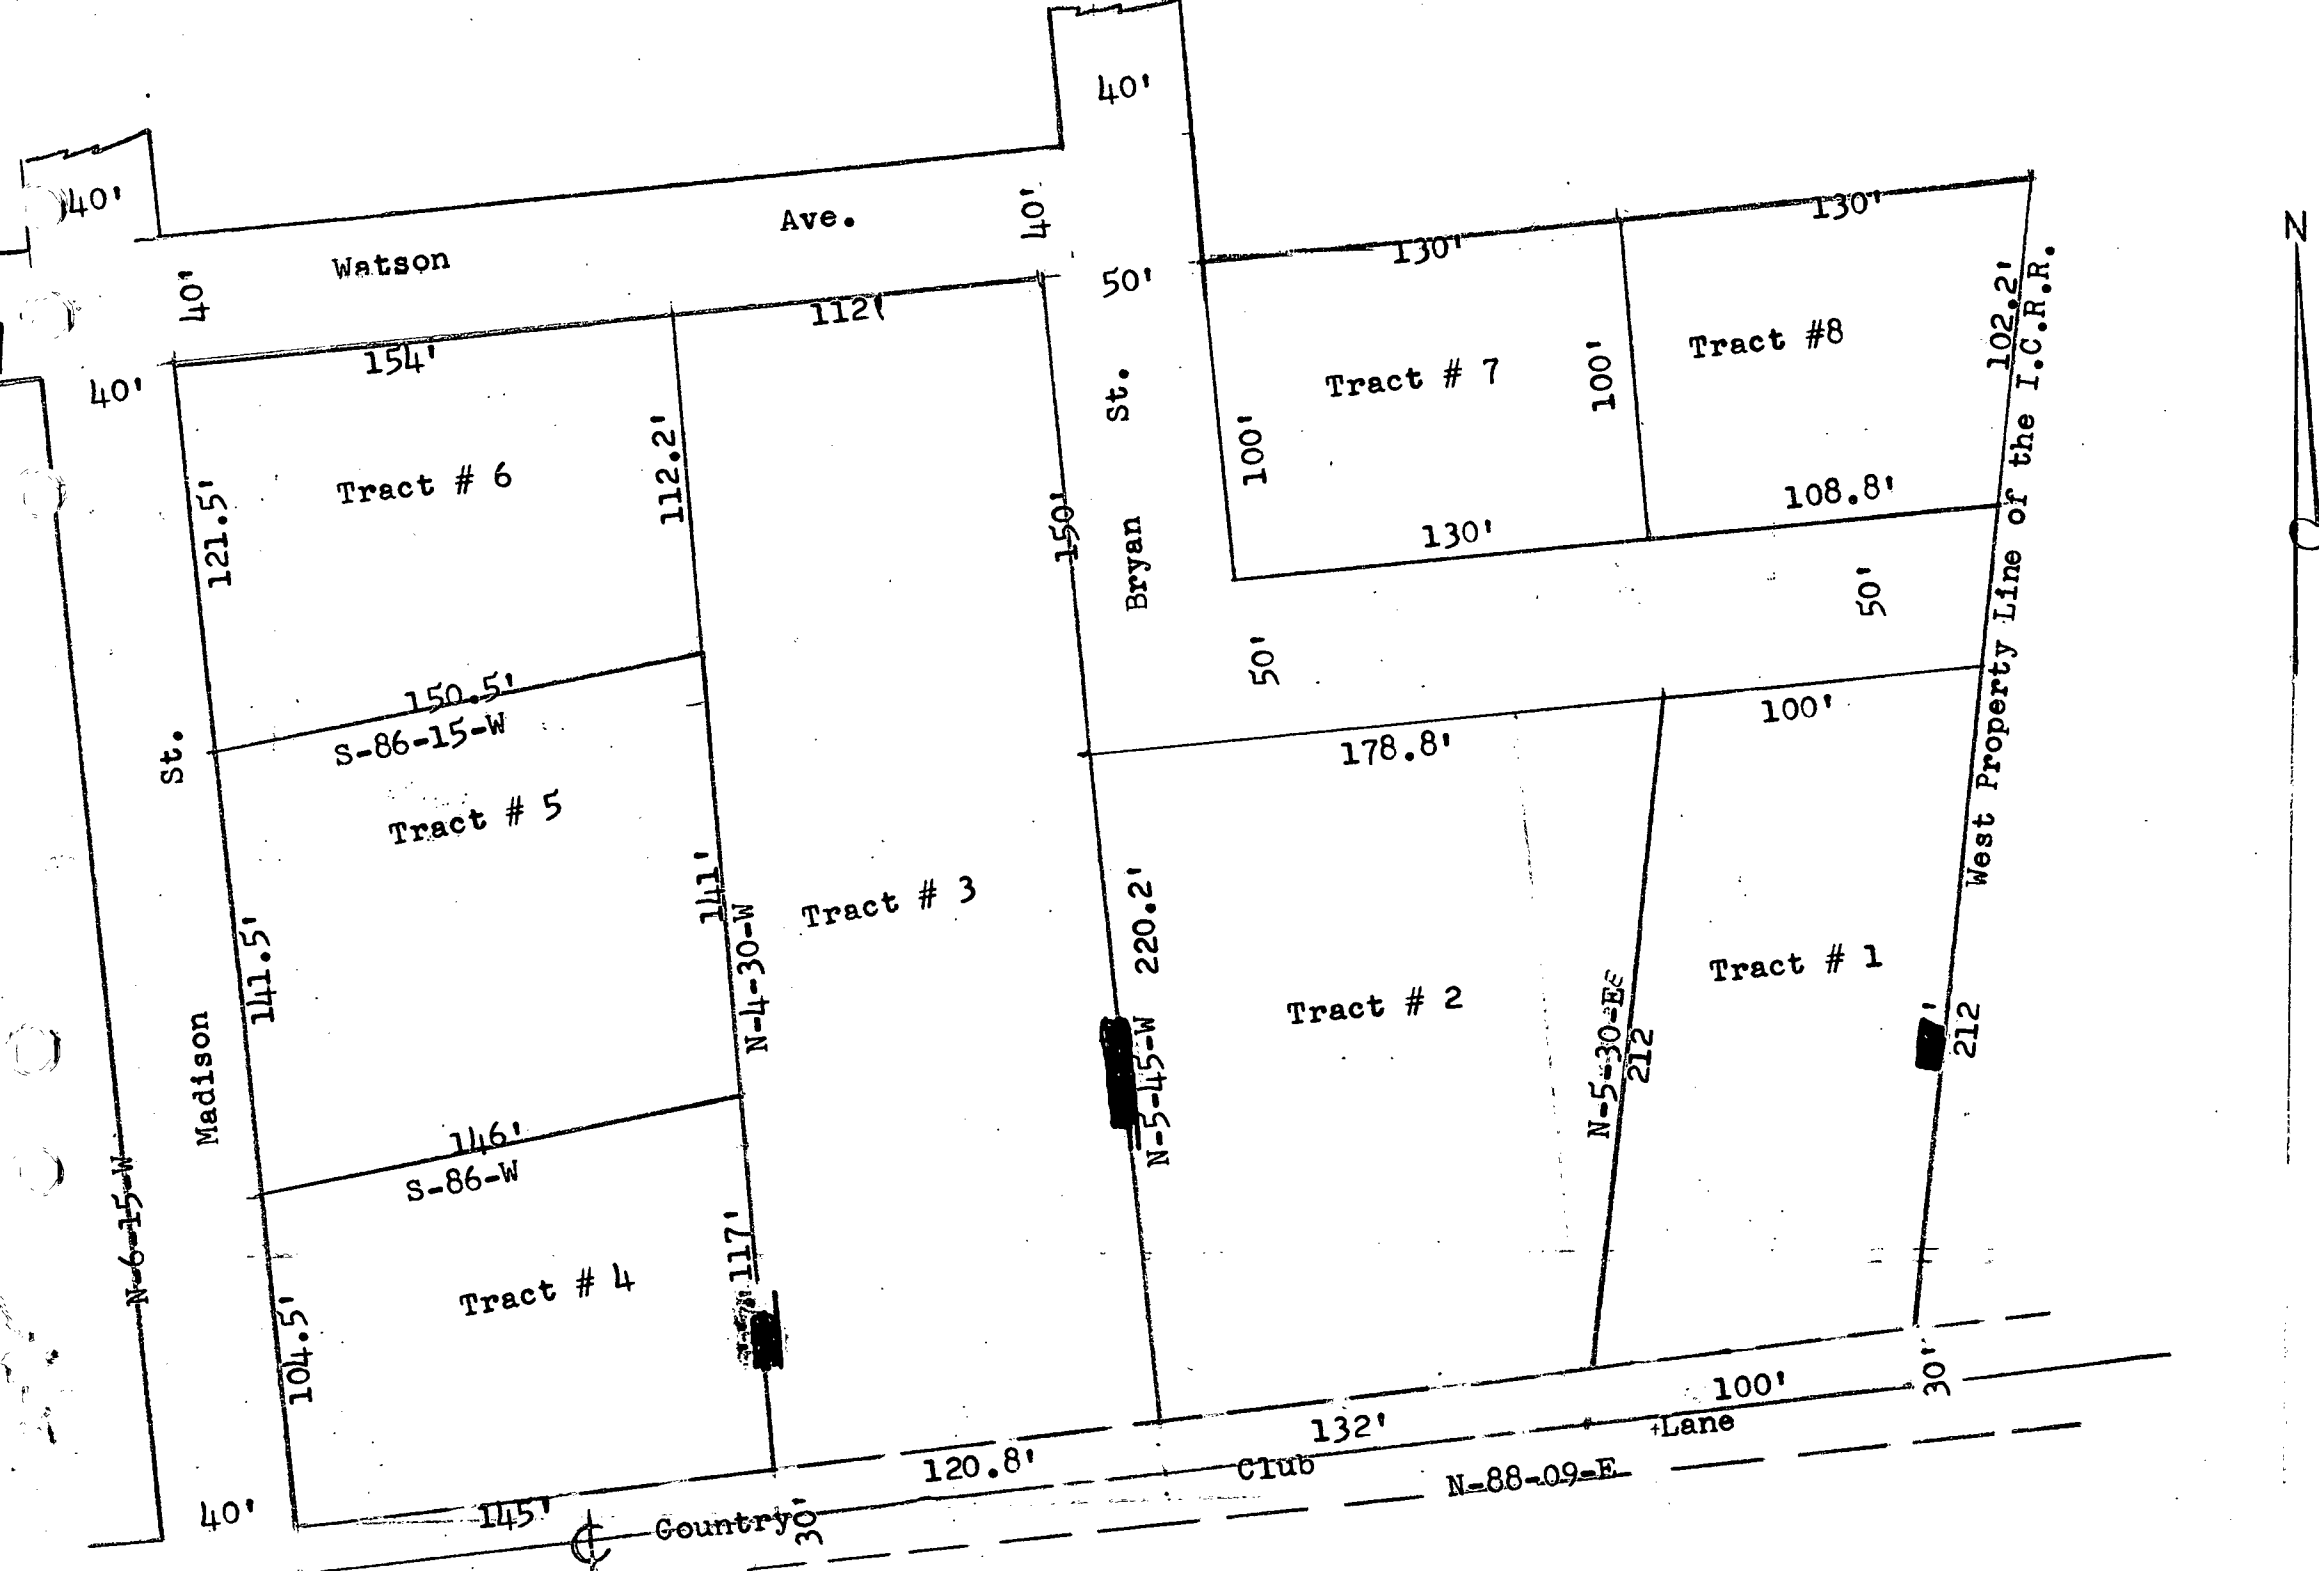 40'
40'
N
40'
Watson Ave.
40'
40'
130'
130'
50'
154'
112'
40'
Tract # 6
112.2'
121.5'
150'
Bryan St.
Tract # 7
100'
100'
130'
Tract #8
102.2'
108.8'
50'
50'
West Property Line of the I.C.R.R.
150.5'
S-86-15-W
Tract # 5
141.5'
141'
N-4-30-W
Madison St.
N-6-15-W
Tract # 3
178.8'
100'
220.2'
N-5-45-W
Tract # 2
N-5-30-E
212
Tract # 1
212'
146'
S-86-W
Tract # 4
104.5'
117'
40'
145'
120.8'
132'
100'
30'
30'
Country Club Lane
N-88-09-E